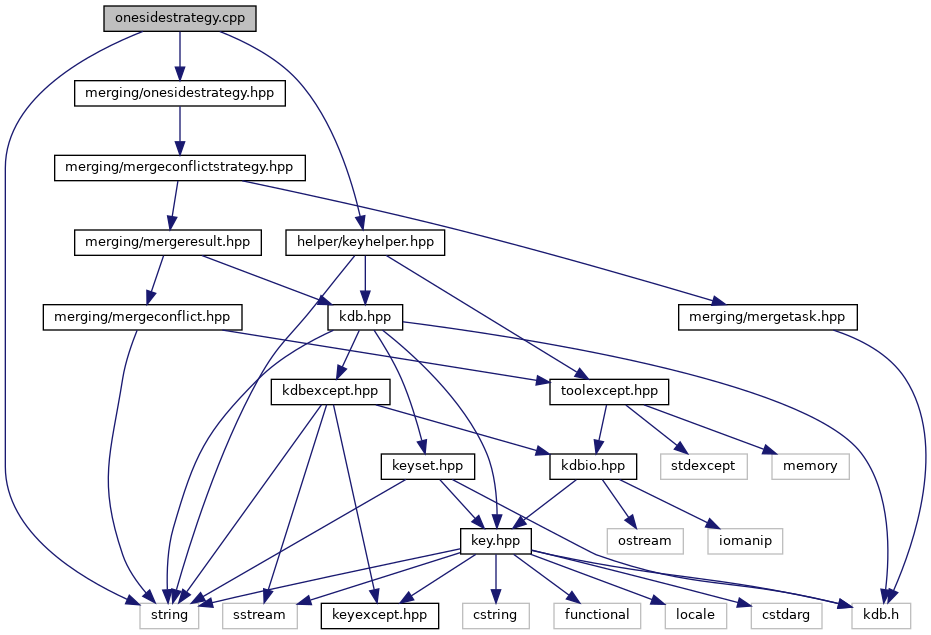 onesidestrategy.cpp
merging/onesidestrategy.hpp
merging/mergeconflictstrategy.hpp
merging/mergeresult.hpp
helper/keyhelper.hpp
merging/mergeconflict.hpp
kdb.hpp
merging/mergetask.hpp
kdbexcept.hpp
toolexcept.hpp
keyset.hpp
kdbio.hpp
stdexcept
memory
key.hpp
ostream
iomanip
string
sstream
keyexcept.hpp
cstring
functional
locale
cstdarg
kdb.h